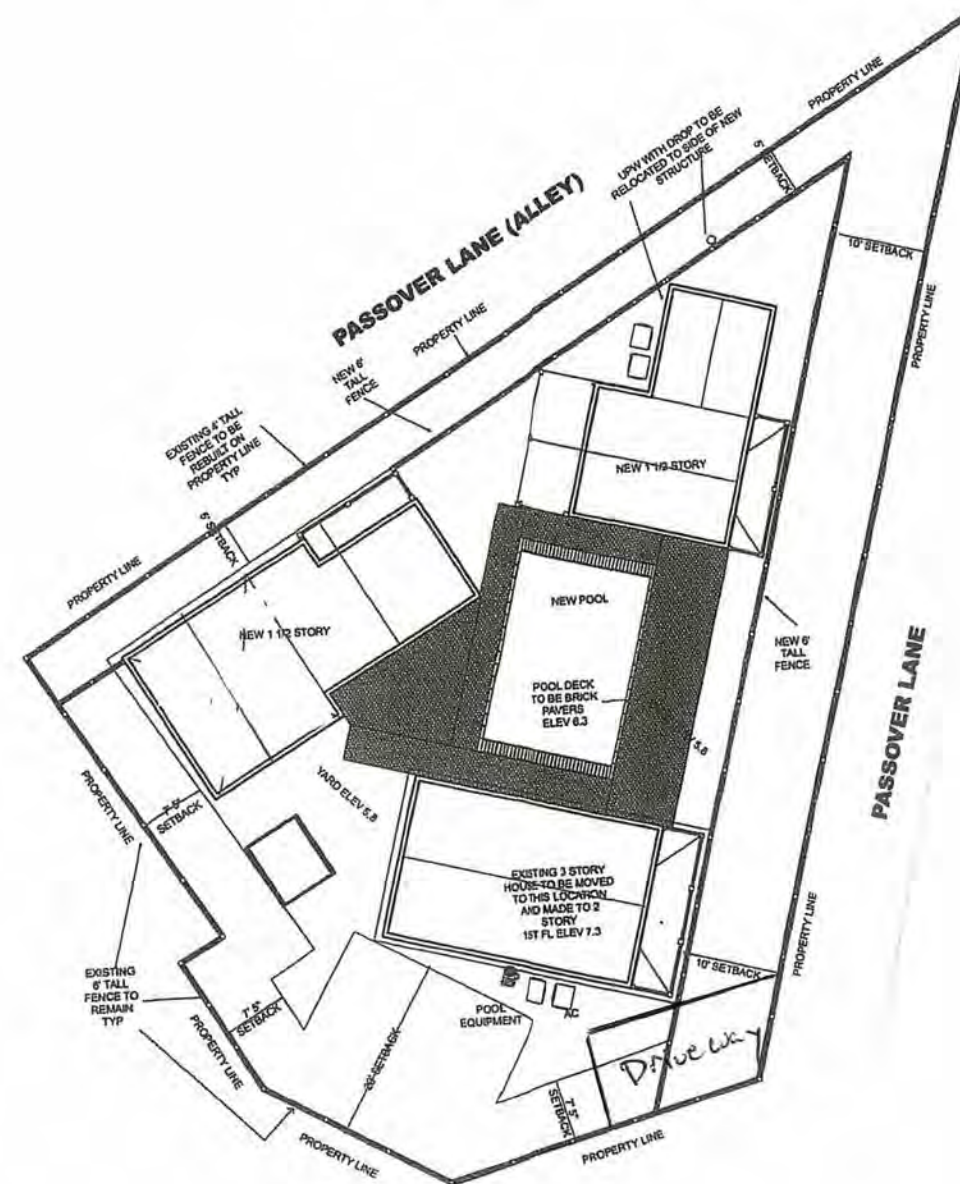 PROPERTY LINE
UPW WITH DROP TO BE
RELOCATED TO SIDE OF NEW
STRUCTURE
5' SETBACK
PASSOVER LANE (ALLEY)
10' SETBACK
PROPERTY LINE
PROPERTY LINE
NEW 6'
TALL
FENCE
EXISTING 4' TALL
FENCE TO BE
REBUILT ON
PROPERTY LINE
TYP
NEW 1 1/2 STORY
SETBACK
PROPERTY LINE
NEW POOL
NEW 1 1/2 STORY
NEW 6'
TALL
FENCE
POOL DECK
TO BE BRICK
PAVERS
ELEV 6.3
5.8
PASSOVER LANE
YARD ELEV 5.8
PROPERTY LINE
SETBACK
EXISTING 3 STORY
HOUSE TO BE MOVED
TO THIS LOCATION
AND MADE TO 2
STORY
1ST FL ELEV 7.3
PROPERTY LINE
10' SETBACK
EXISTING
6' TALL
FENCE TO
REMAIN
TYP
7' 5"
SETBACK
POOL
EQUIPMENT
AC
PROPERTY LINE
20' SETBACK
Driveway
7' 5"
SETBACK
PROPERTY LINE
PROPERTY LINE